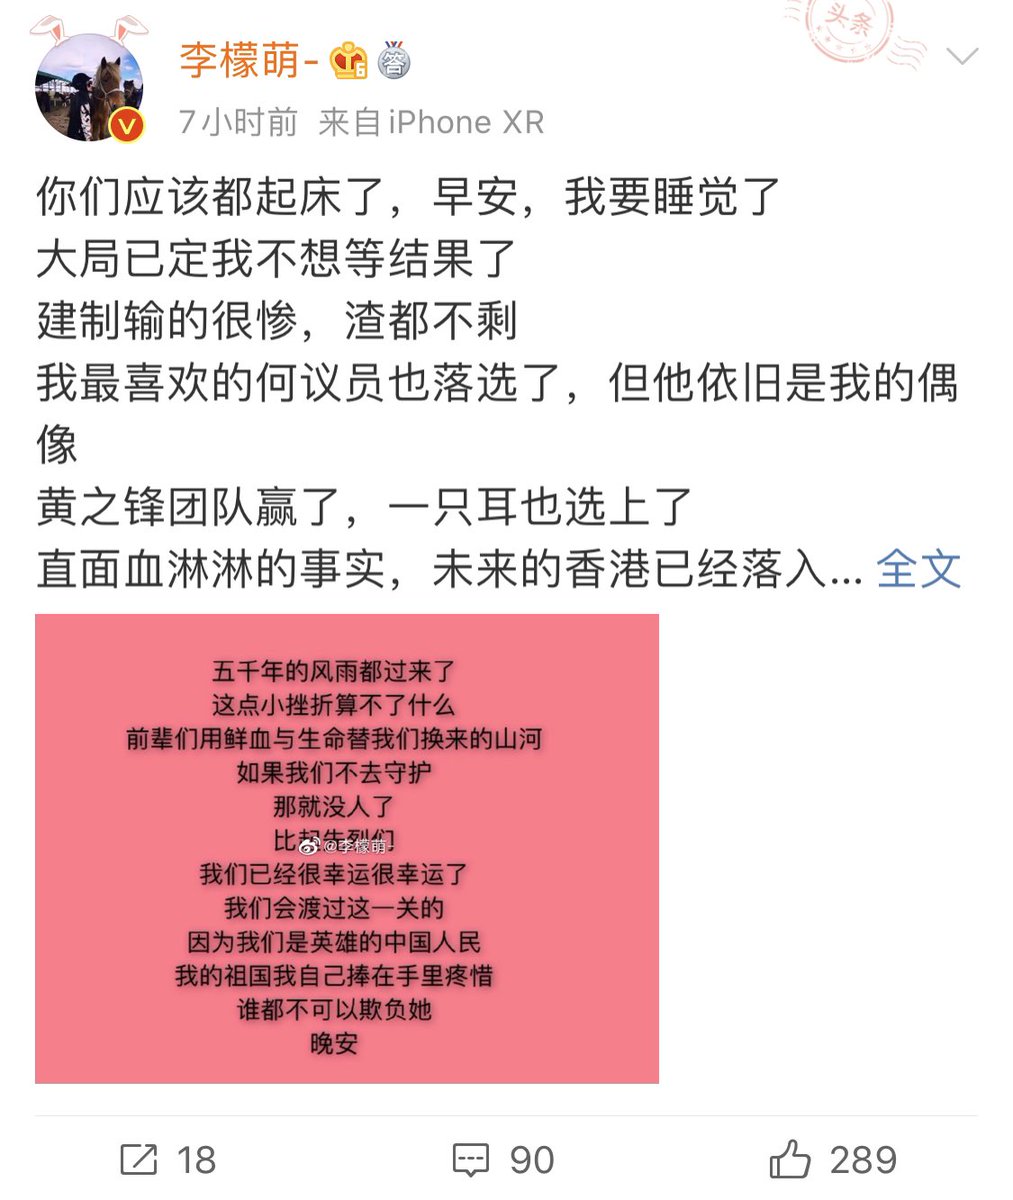 头条
李檬萌-
6
答
V
7小时前 来自iPhone XR
你们应该都起床了，早安，我要睡觉了
大局已定我不想等结果了
建制输的很惨，渣都不剩
我最喜欢的何议员也落选了，但他依旧是我的偶
像
黄之锋团队赢了，一只耳也选上了
直面血淋淋的事实，未来的香港已经落入... 全文
五千年的风雨都过来了
这点小挫折算不了什么
前辈们用鲜血与生命替我们换来的山河
如果我们不去守护
那就没人了
比起先烈们
@李檬萌-
我们已经很幸运很幸运了
我们会渡过这一关的
因为我们是英雄的中国人民
我的祖国我自己捧在手里疼惜
谁都不可以欺负她
晚安
18 90 289